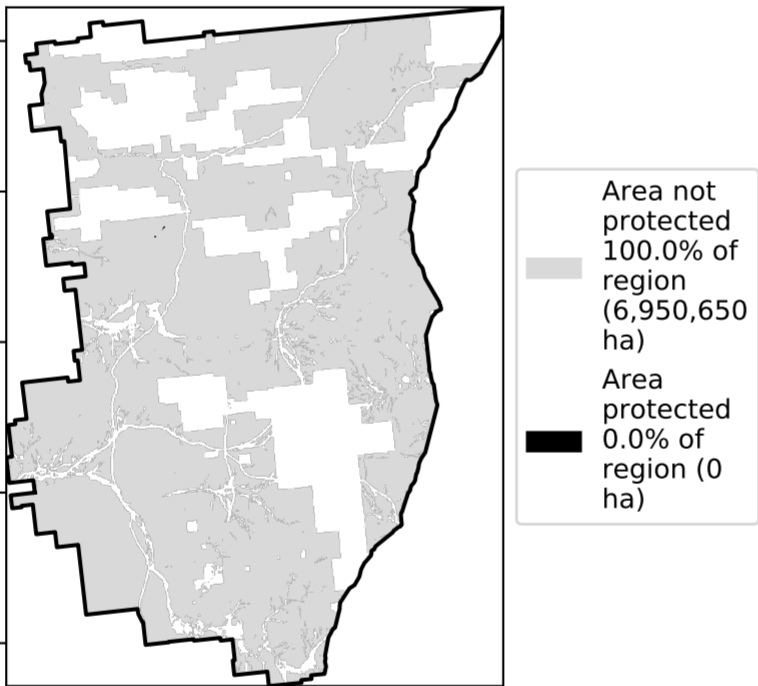 Area not
protected
100.0% of
region
(6,950,650
ha)
Area
protected
0.0% of
region (0
ha)